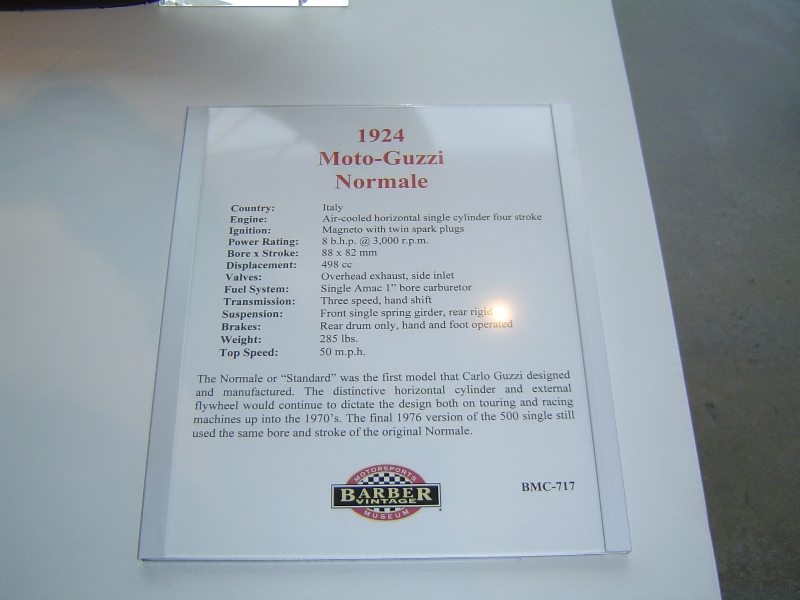 1924
Moto-Guzzi
Normale
Country: Italy
Engine: Air-cooled horizontal single cylinder four stroke
Ignition: Magneto with twin spark plugs
Power Rating: 8 b.h.p. @ 3,000 r.p.m.
Bore x Stroke: 88 x 82 mm
Displacement: 498 cc
Valves: Overhead exhaust, side inlet
Fuel System: Single Amac 1" bore carburetor
Transmission: Three speed, hand shift
Suspension: Front single spring girder, rear rigid
Brakes: Rear drum only, hand and foot operated
Weight: 285 lbs.
Top Speed: 50 m.p.h.
The Normale or “Standard” was the first model that Carlo Guzzi designed
and manufactured. The distinctive horizontal cylinder and external
flywheel would continue to dictate the design both on touring and racing
machines up into the 1970's. The final 1976 version of the 500 single still
used the same bore and stroke of the original Normale.
MOTORSPORTS
BARBER
VINTAGE
MUSEUM
BMC-717